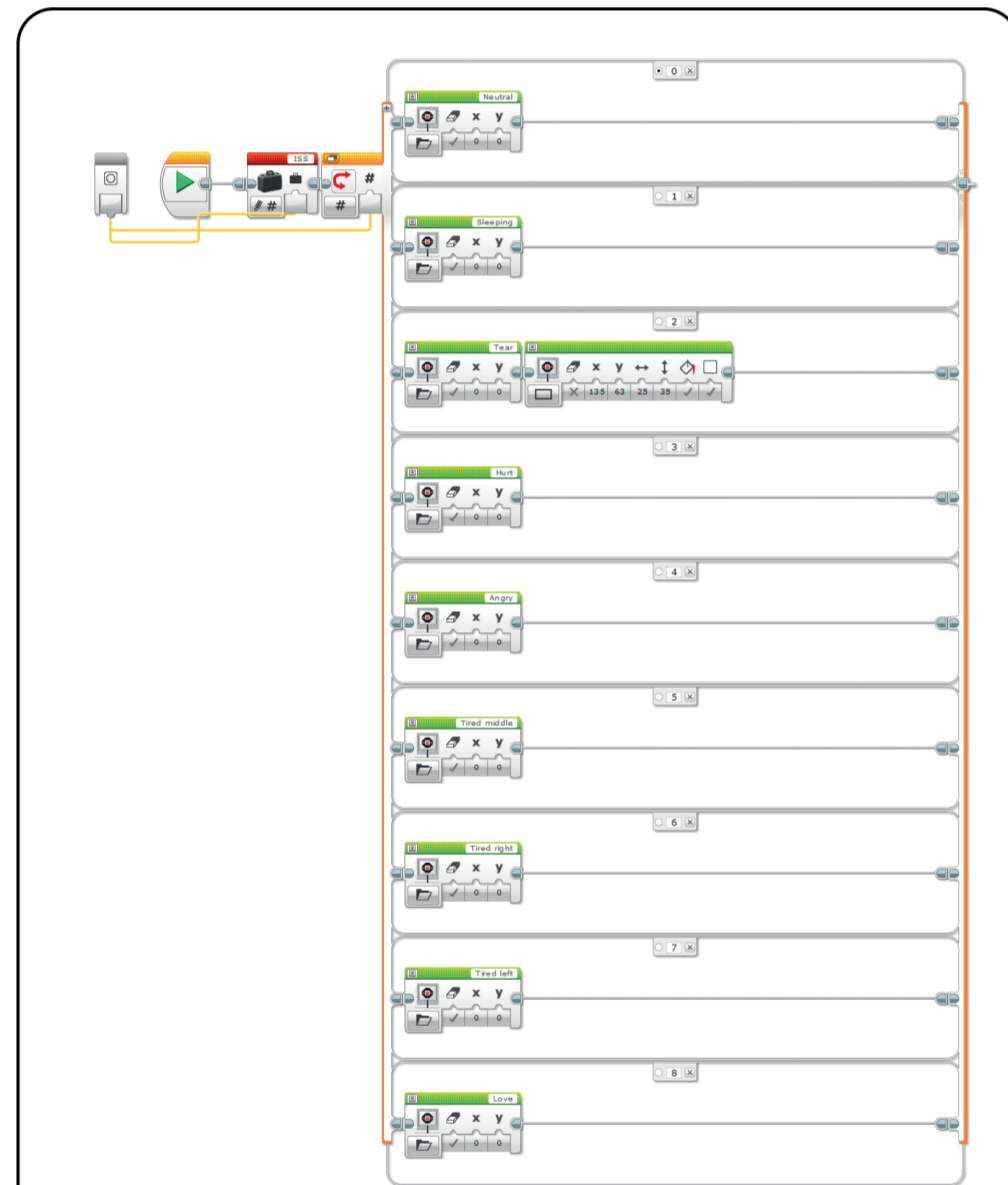 0
Neutral
x y
0 0
ISS
#
# #
1
Sleeping
x y
0 0
2
Tear
x y x y
0 0 135 63 25 35
3
Hurt
x y
0 0
4
Angry
x y
0 0
5
Tired middle
x y
0 0
6
Tired right
x y
0 0
7
Tired left
x y
0 0
8
Love
x y
0 0